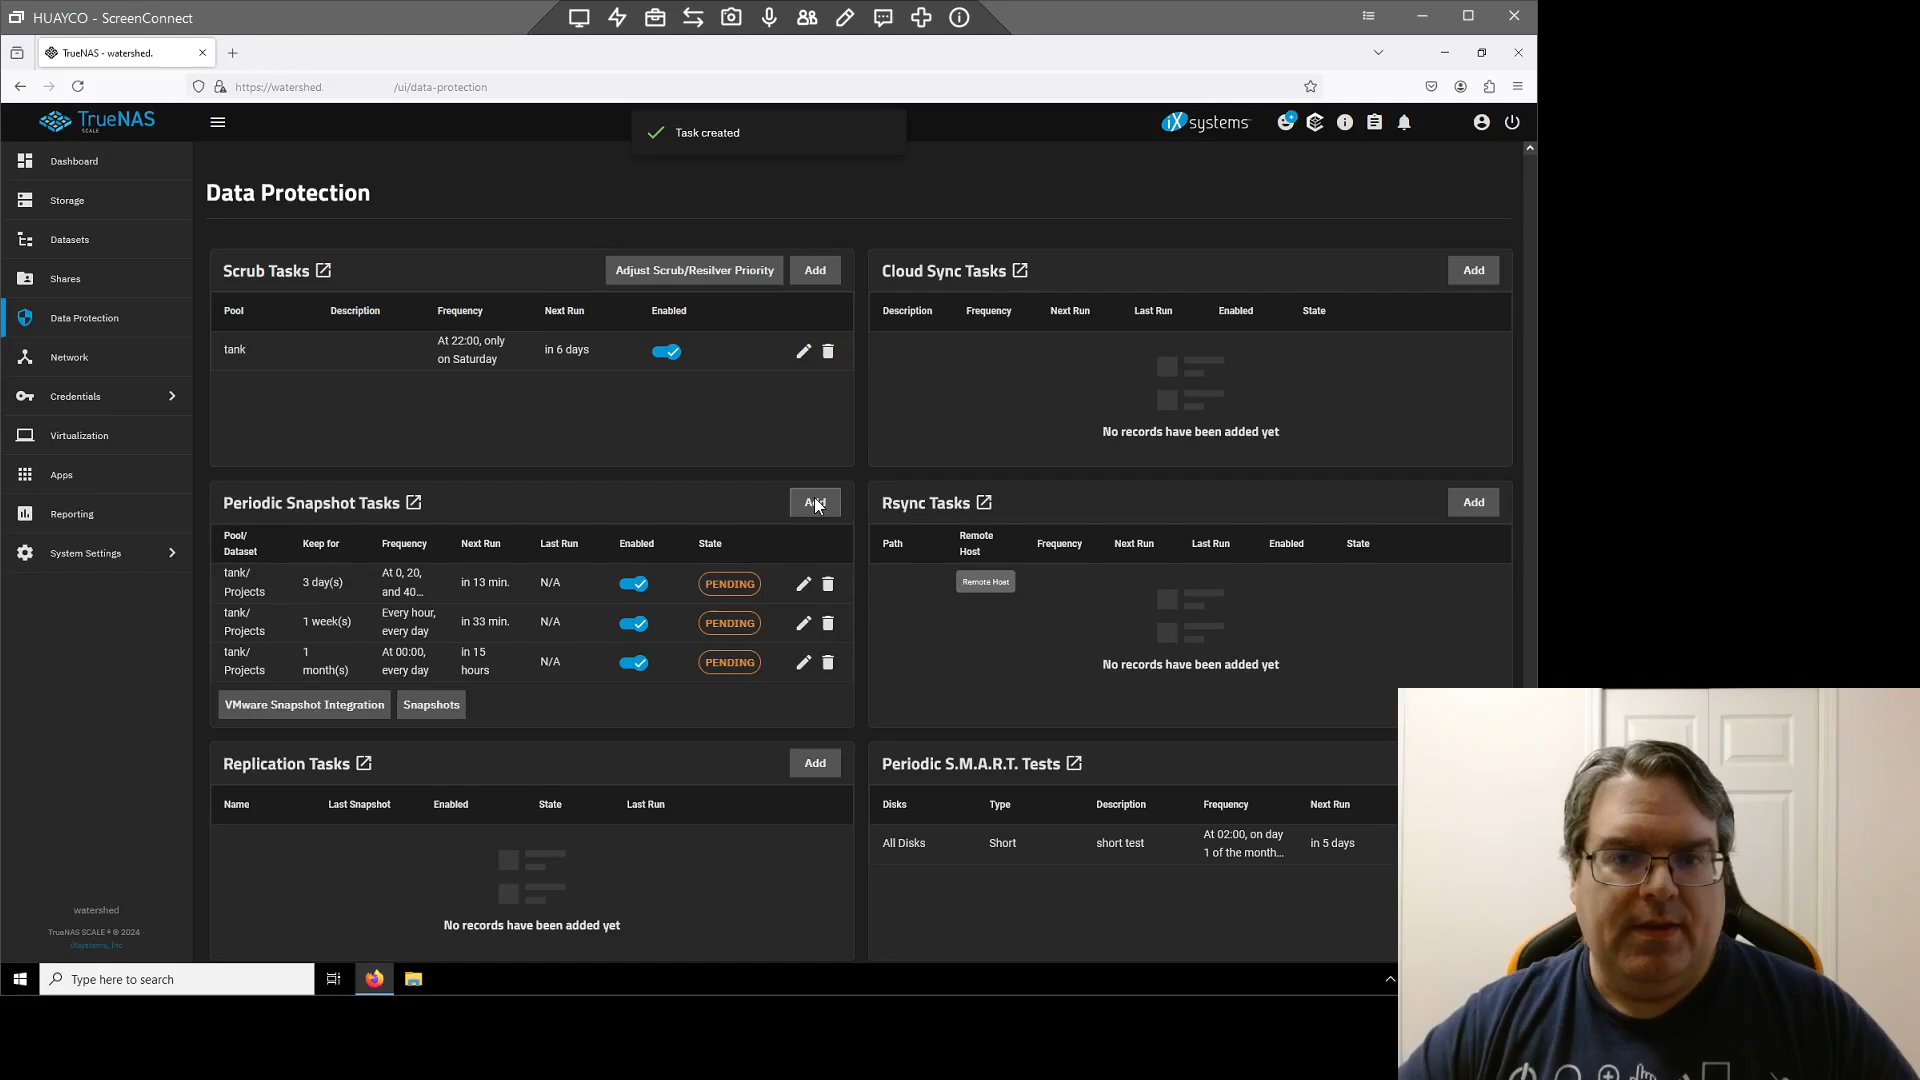 HUAYCO - ScreenConnect
TrueNAS - watershed.
https://watershed. /ui/data-protection
TrueNAS
SCALE
Task created
iXsystems
Dashboard
Storage
Datasets
Shares
Data Protection
Network
Credentials
Virtualization
Apps
Reporting
System Settings
watershed
TrueNAS SCALE ® © 2024
iXsystems, Inc
Data Protection
Scrub Tasks
Adjust Scrub/Resilver Priority
Add
Pool Description Frequency Next Run Enabled
tank At 22:00, only on Saturday in 6 days
Cloud Sync Tasks
Add
Description Frequency Next Run Last Run Enabled State
No records have been added yet
Periodic Snapshot Tasks
Add
Pool/Dataset Keep for Frequency Next Run Last Run Enabled State
tank/Projects 3 day(s) At 0, 20, and 40... in 13 min. N/A PENDING
tank/Projects 1 week(s) Every hour, every day in 33 min. N/A PENDING
tank/Projects 1 month(s) At 00:00, every day in 15 hours N/A PENDING
VMware Snapshot Integration
Snapshots
Rsync Tasks
Add
Path Remote Host Frequency Next Run Last Run Enabled State
Remote Host
No records have been added yet
Replication Tasks
Add
Name Last Snapshot Enabled State Last Run
No records have been added yet
Periodic S.M.A.R.T. Tests
Disks Type Description Frequency Next Run
All Disks Short short test At 02:00, on day 1 of the month... in 5 days
Type here to search